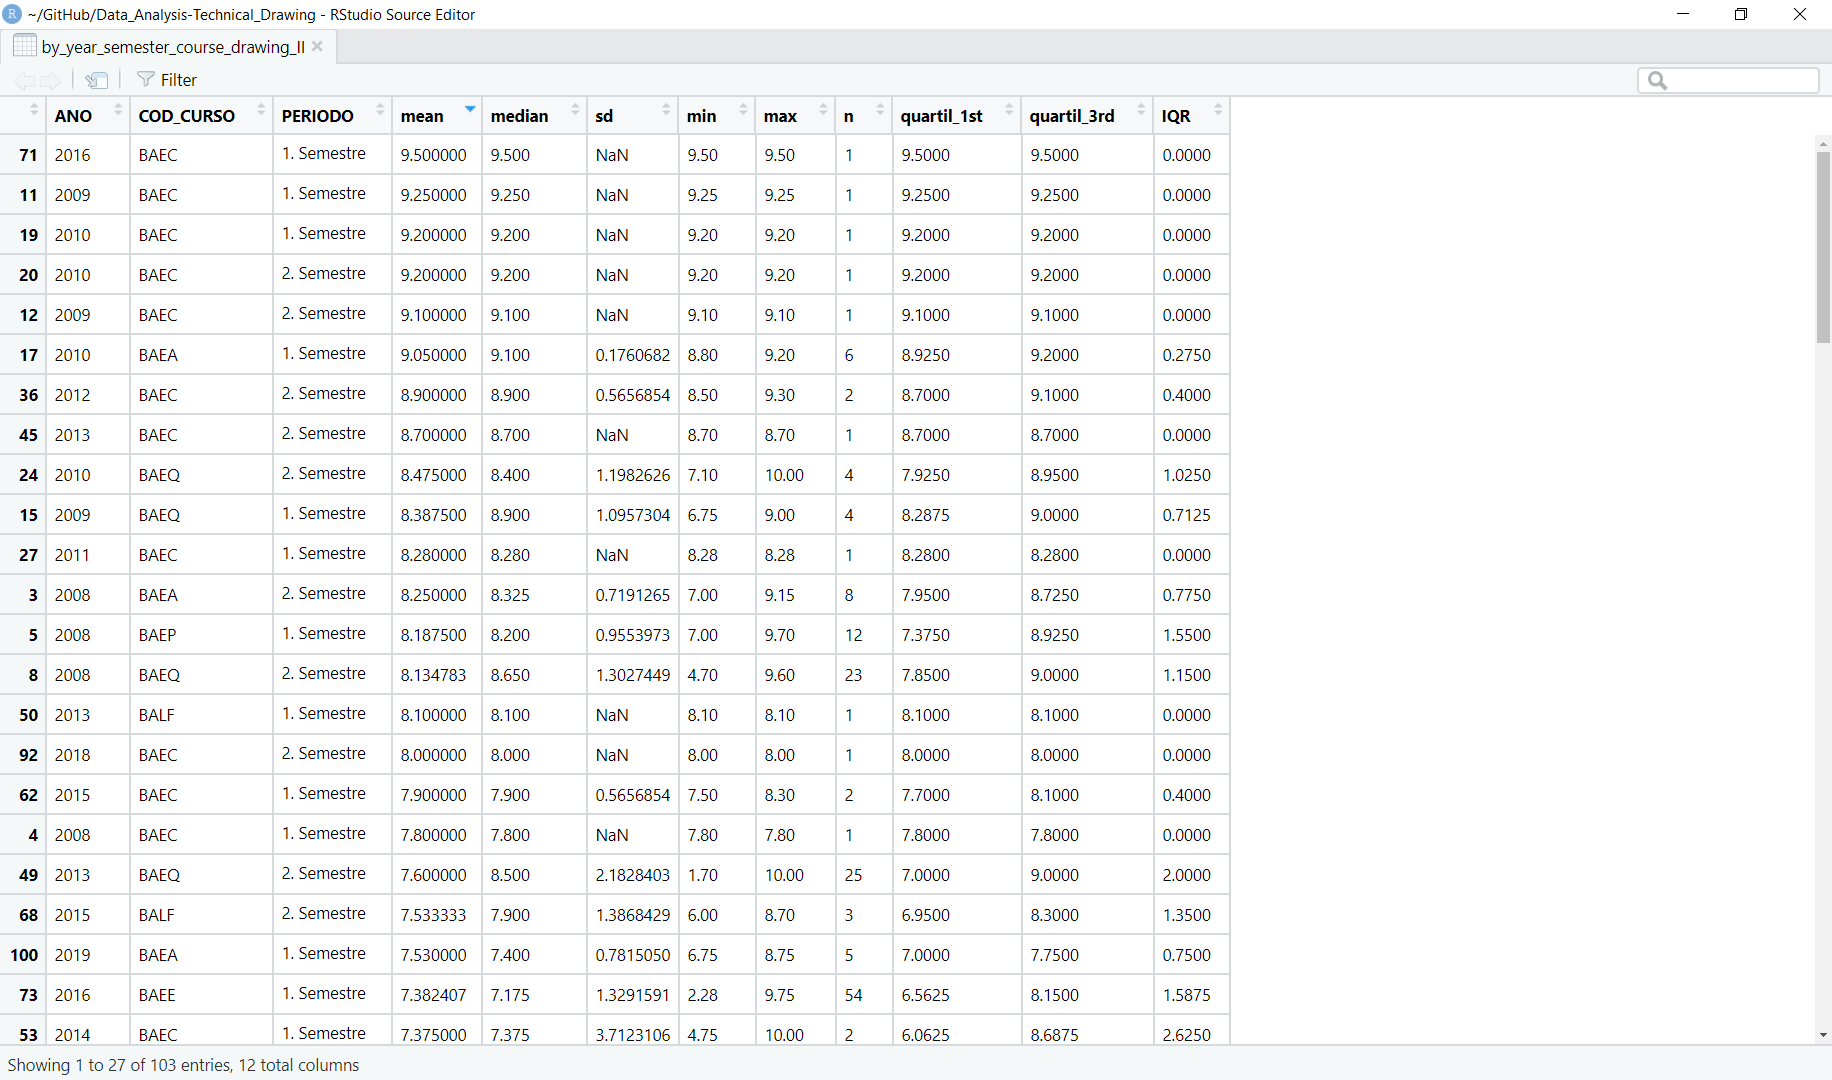 R ~/GitHub/Data_Analysis-Technical_Drawing - RStudio Source Editor
by_year_semester_course_drawing_II
Filter
ANO COD_CURSO PERIODO mean median sd min max n quartil_1st quartil_3rd IQR
71 2016 BAEC 1. Semestre 9.500000 9.500 NaN 9.50 9.50 1 9.5000 9.5000 0.0000
11 2009 BAEC 1. Semestre 9.250000 9.250 NaN 9.25 9.25 1 9.2500 9.2500 0.0000
19 2010 BAEC 1. Semestre 9.200000 9.200 NaN 9.20 9.20 1 9.2000 9.2000 0.0000
20 2010 BAEC 2. Semestre 9.200000 9.200 NaN 9.20 9.20 1 9.2000 9.2000 0.0000
12 2009 BAEC 2. Semestre 9.100000 9.100 NaN 9.10 9.10 1 9.1000 9.1000 0.0000
17 2010 BAEA 1. Semestre 9.050000 9.100 0.1760682 8.80 9.20 6 8.9250 9.2000 0.2750
36 2012 BAEC 2. Semestre 8.900000 8.900 0.5656854 8.50 9.30 2 8.7000 9.1000 0.4000
45 2013 BAEC 2. Semestre 8.700000 8.700 NaN 8.70 8.70 1 8.7000 8.7000 0.0000
24 2010 BAEQ 2. Semestre 8.475000 8.400 1.1982626 7.10 10.00 4 7.9250 8.9500 1.0250
15 2009 BAEQ 1. Semestre 8.387500 8.900 1.0957304 6.75 9.00 4 8.2875 9.0000 0.7125
27 2011 BAEC 1. Semestre 8.280000 8.280 NaN 8.28 8.28 1 8.2800 8.2800 0.0000
3 2008 BAEA 2. Semestre 8.250000 8.325 0.7191265 7.00 9.15 8 7.9500 8.7250 0.7750
5 2008 BAEP 1. Semestre 8.187500 8.200 0.9553973 7.00 9.70 12 7.3750 8.9250 1.5500
8 2008 BAEQ 2. Semestre 8.134783 8.650 1.3027449 4.70 9.60 23 7.8500 9.0000 1.1500
50 2013 BALF 1. Semestre 8.100000 8.100 NaN 8.10 8.10 1 8.1000 8.1000 0.0000
92 2018 BAEC 2. Semestre 8.000000 8.000 NaN 8.00 8.00 1 8.0000 8.0000 0.0000
62 2015 BAEC 1. Semestre 7.900000 7.900 0.5656854 7.50 8.30 2 7.7000 8.1000 0.4000
4 2008 BAEC 1. Semestre 7.800000 7.800 NaN 7.80 7.80 1 7.8000 7.8000 0.0000
49 2013 BAEQ 2. Semestre 7.600000 8.500 2.1828403 1.70 10.00 25 7.0000 9.0000 2.0000
68 2015 BALF 2. Semestre 7.533333 7.900 1.3868429 6.00 8.70 3 6.9500 8.3000 1.3500
100 2019 BAEA 1. Semestre 7.530000 7.400 0.7815050 6.75 8.75 5 7.0000 7.7500 0.7500
73 2016 BAEE 1. Semestre 7.382407 7.175 1.3291591 2.28 9.75 54 6.5625 8.1500 1.5875
53 2014 BAEC 1. Semestre 7.375000 7.375 3.7123106 4.75 10.00 2 6.0625 8.6875 2.6250
Showing 1 to 27 of 103 entries, 12 total columns